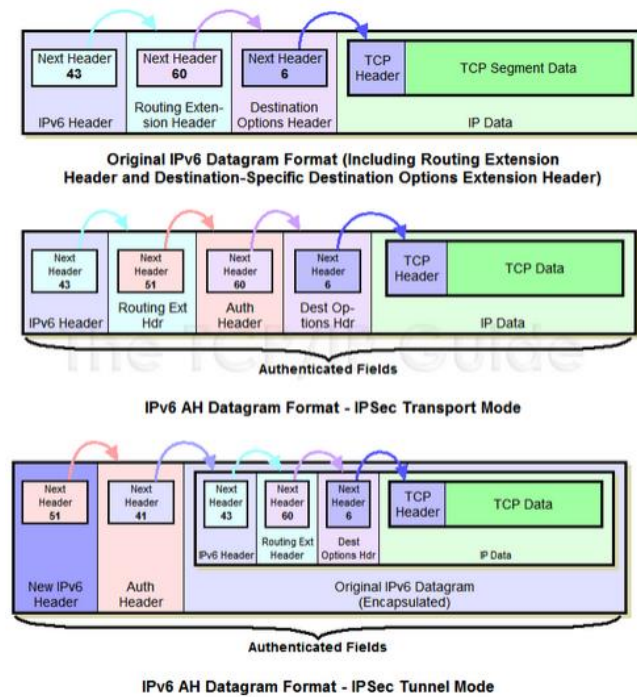 Next Header
43
Next Header
60
Next Header
6
TCP
Header
TCP Segment Data
IPv6 Header
Routing Exten-
sion Header
Destination
Options Header
IP Data
Original IPv6 Datagram Format (Including Routing Extension
Header and Destination-Specific Destination Options Extension Header)
Next
Header
43
Next
Header
51
Next
Header
60
Next
Header
6
TCP
Header
TCP Data
IPv6 Header
Routing Ext
Hdr
Auth
Header
Dest Op-
tions Hdr
IP Data
The TCP/IP Guide
Authenticated Fields
IPv6 AH Datagram Format - IPSec Transport Mode
Next
Header
51
Next
Header
41
Next
Header
43
Next
Header
60
Next
Header
6
TCP
Header
TCP Data
IPv6 Header
Routing Ext
Header
Dest
Options Hdr
IP Data
New IPv6
Header
Auth
Header
Original IPv6 Datagram
(Encapsulated)
Authenticated Fields
IPv6 AH Datagram Format - IPSec Tunnel Mode